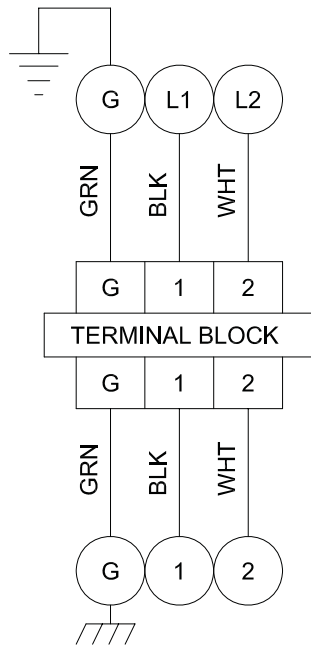 G L1 L2
GRN BLK WHT
G 1 2
TERMINAL BLOCK
G 1 2
GRN BLK WHT
G 1 2